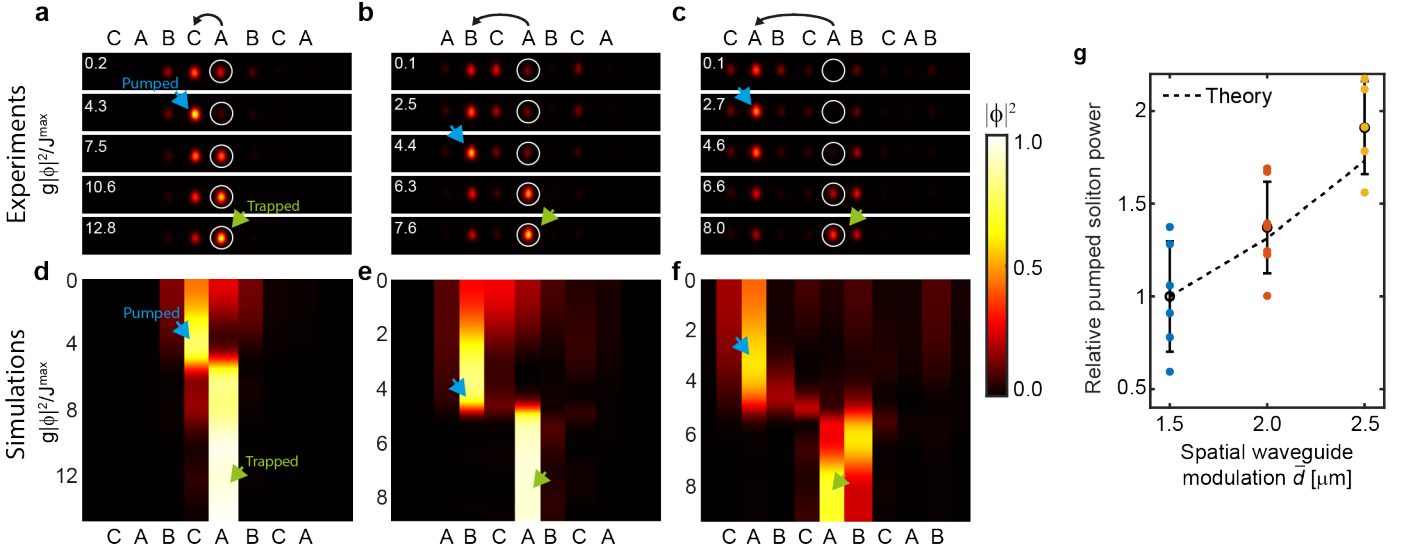 a
C A B C A B C A
Experiments
g|ϕ|²/Jᵐᵃˣ
0.2
Pumped
4.3
7.5
10.6
Trapped
12.8
b
A B C A B C A
0.1
2.5
4.4
6.3
7.6
c
C A B C A B C A B
0.1
2.7
4.6
6.6
8.0
|ϕ|²
1.0
0.5
0.0
d
Simulations
g|ϕ|²/Jᵐᵃˣ
0
4
8
12
Pumped
Trapped
C A B C A B C A
e
0
2
4
6
8
A B C A B C A
f
0
2
4
6
8
C A B C A B C A B
g
Relative pumped soliton power
2
1.5
1
0.5
Theory
1.5 2.0 2.5
Spatial waveguide
modulation d̄ [μm]